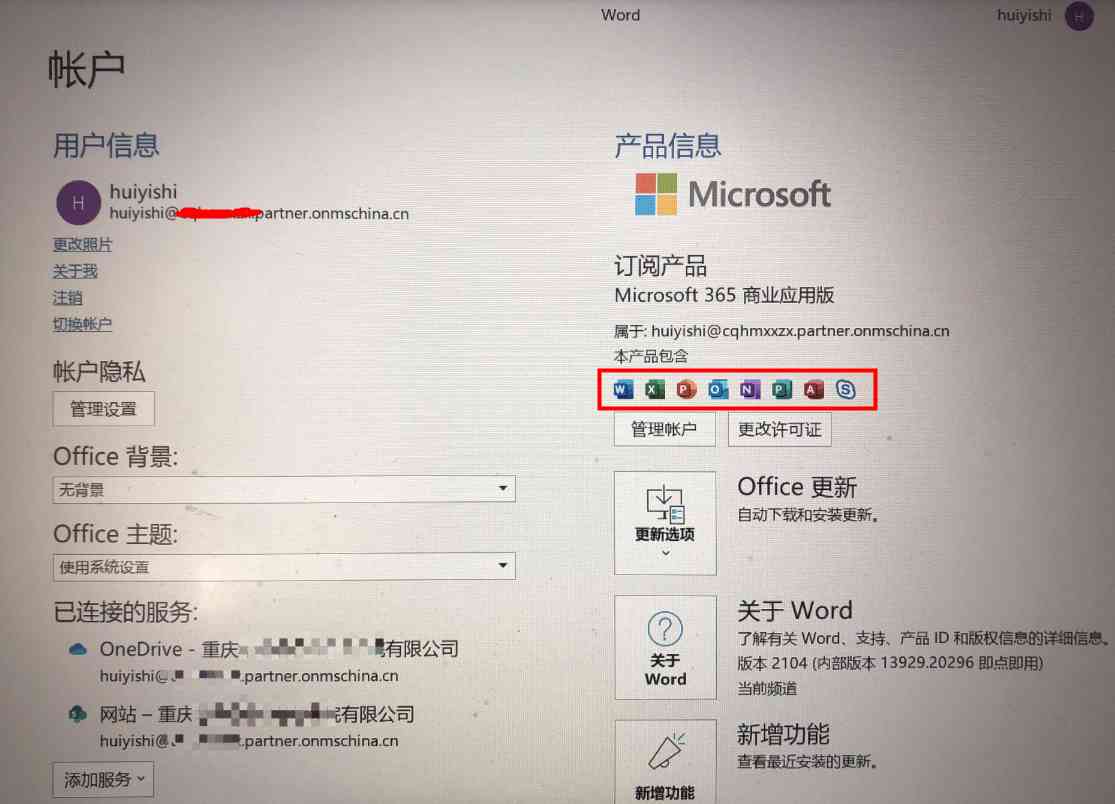 Word
huiyishi
H
帐户
用户信息
H
huiyishi
huiyishi@partner.onmschina.cn
更改照片
关于我
注销
切换帐户
帐户隐私
管理设置
Office 背景:
无背景
Office 主题:
使用系统设置
已连接的服务:
OneDrive - 重庆有限公司
huiyishi@.partner.onmschina.cn
网站 – 重庆有限公司
huiyishi@.partner.onmschina.cn
添加服务
产品信息
Microsoft
订阅产品
Microsoft 365 商业应用版
属于: huiyishi@cqhmxxzx.partner.onmschina.cn
本产品包含
W X P O N P A S
管理帐户 更改许可证
更新选项
Office 更新
自动下载和安装更新。
关于
Word
关于 Word
了解有关 Word、支持、产品 ID 和版权信息的详细信息。
版本 2104 (内部版本 13929.20296 即点即用)
当前频道
新增功能
新增功能
查看最近安装的更新。